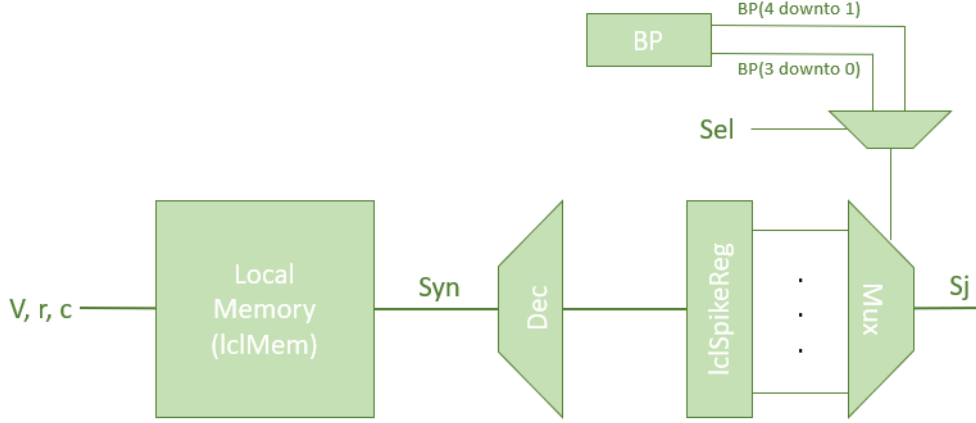 BP(4 downto 1)
BP
BP(3 downto 0)
Sel
Local
Memory
(lclMem)
V, r, c
Syn
Dec
lclSpikeReg
.
.
.
Mux
Sj